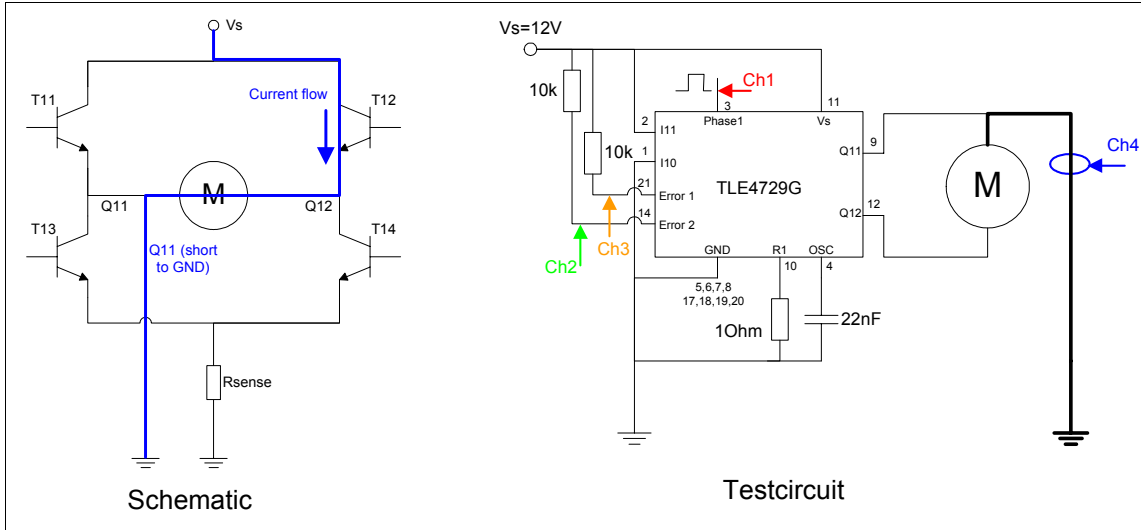 Vs
T11
Current flow
T12
M
Q11
Q12
T13
Q11 (short
to GND)
T14
Rsense
Schematic
Vs=12V
10k
10k
Ch1
3
Phase1
11
Vs
2
I11
1
I10
21
Error 1
14
Error 2
TLE4729G
Q11
9
Q12
12
M
Ch4
Ch3
Ch2
GND
5,6,7,8
17,18,19,20
R1
10
OSC
4
1Ohm
22nF
Testcircuit